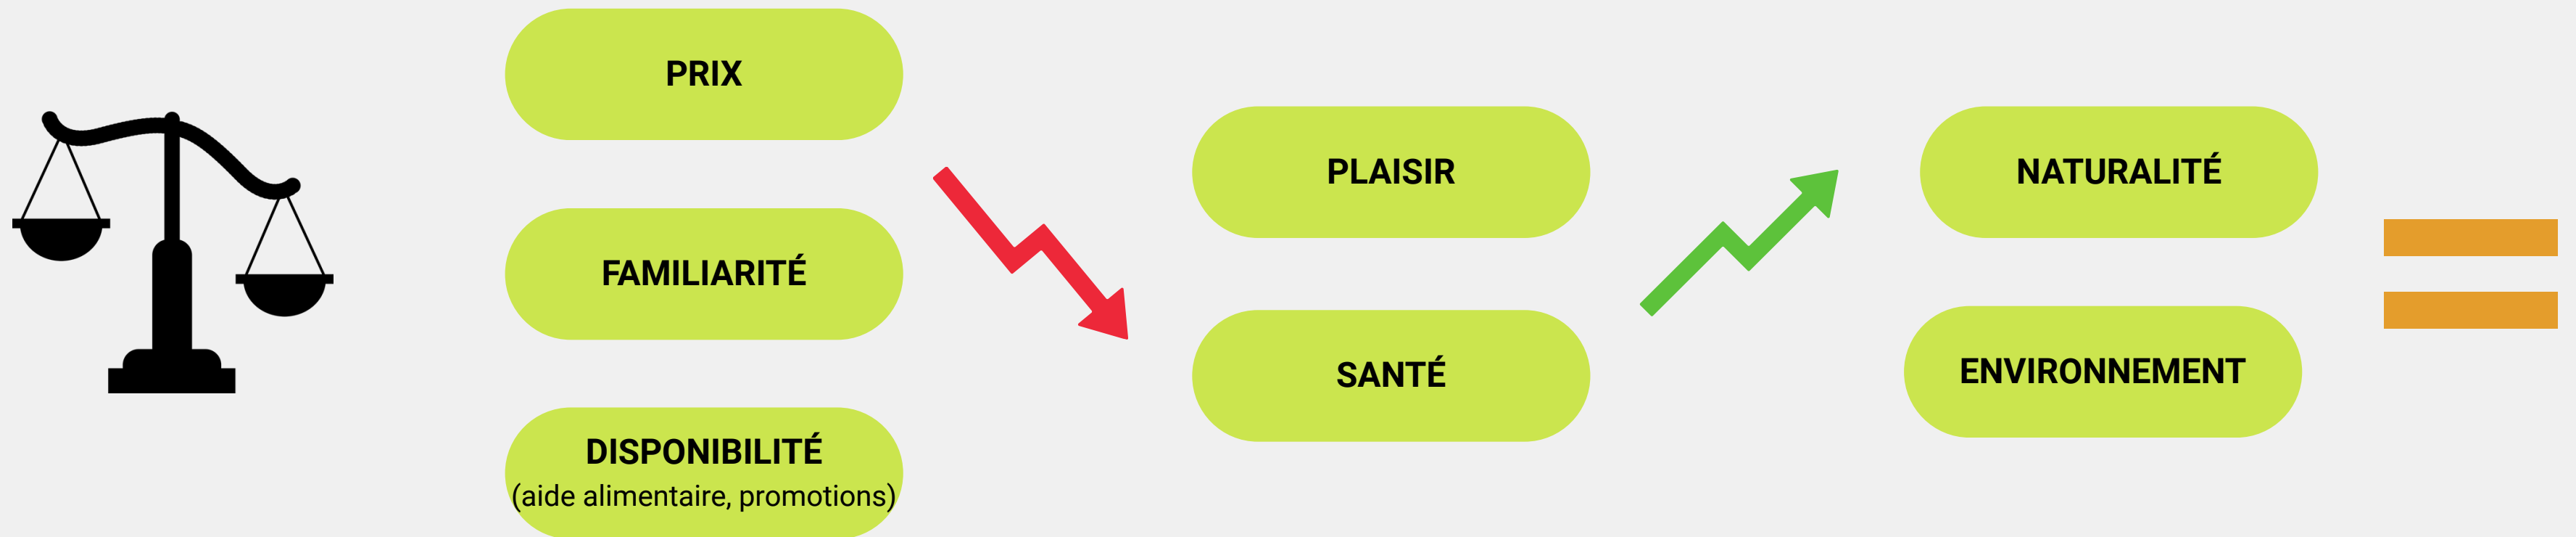 PRIX
FAMILIARITÉ
DISPONIBILITÉ
(aide alimentaire, promotions)
PLAISIR
SANTÉ
NATURALITÉ
ENVIRONNEMENT